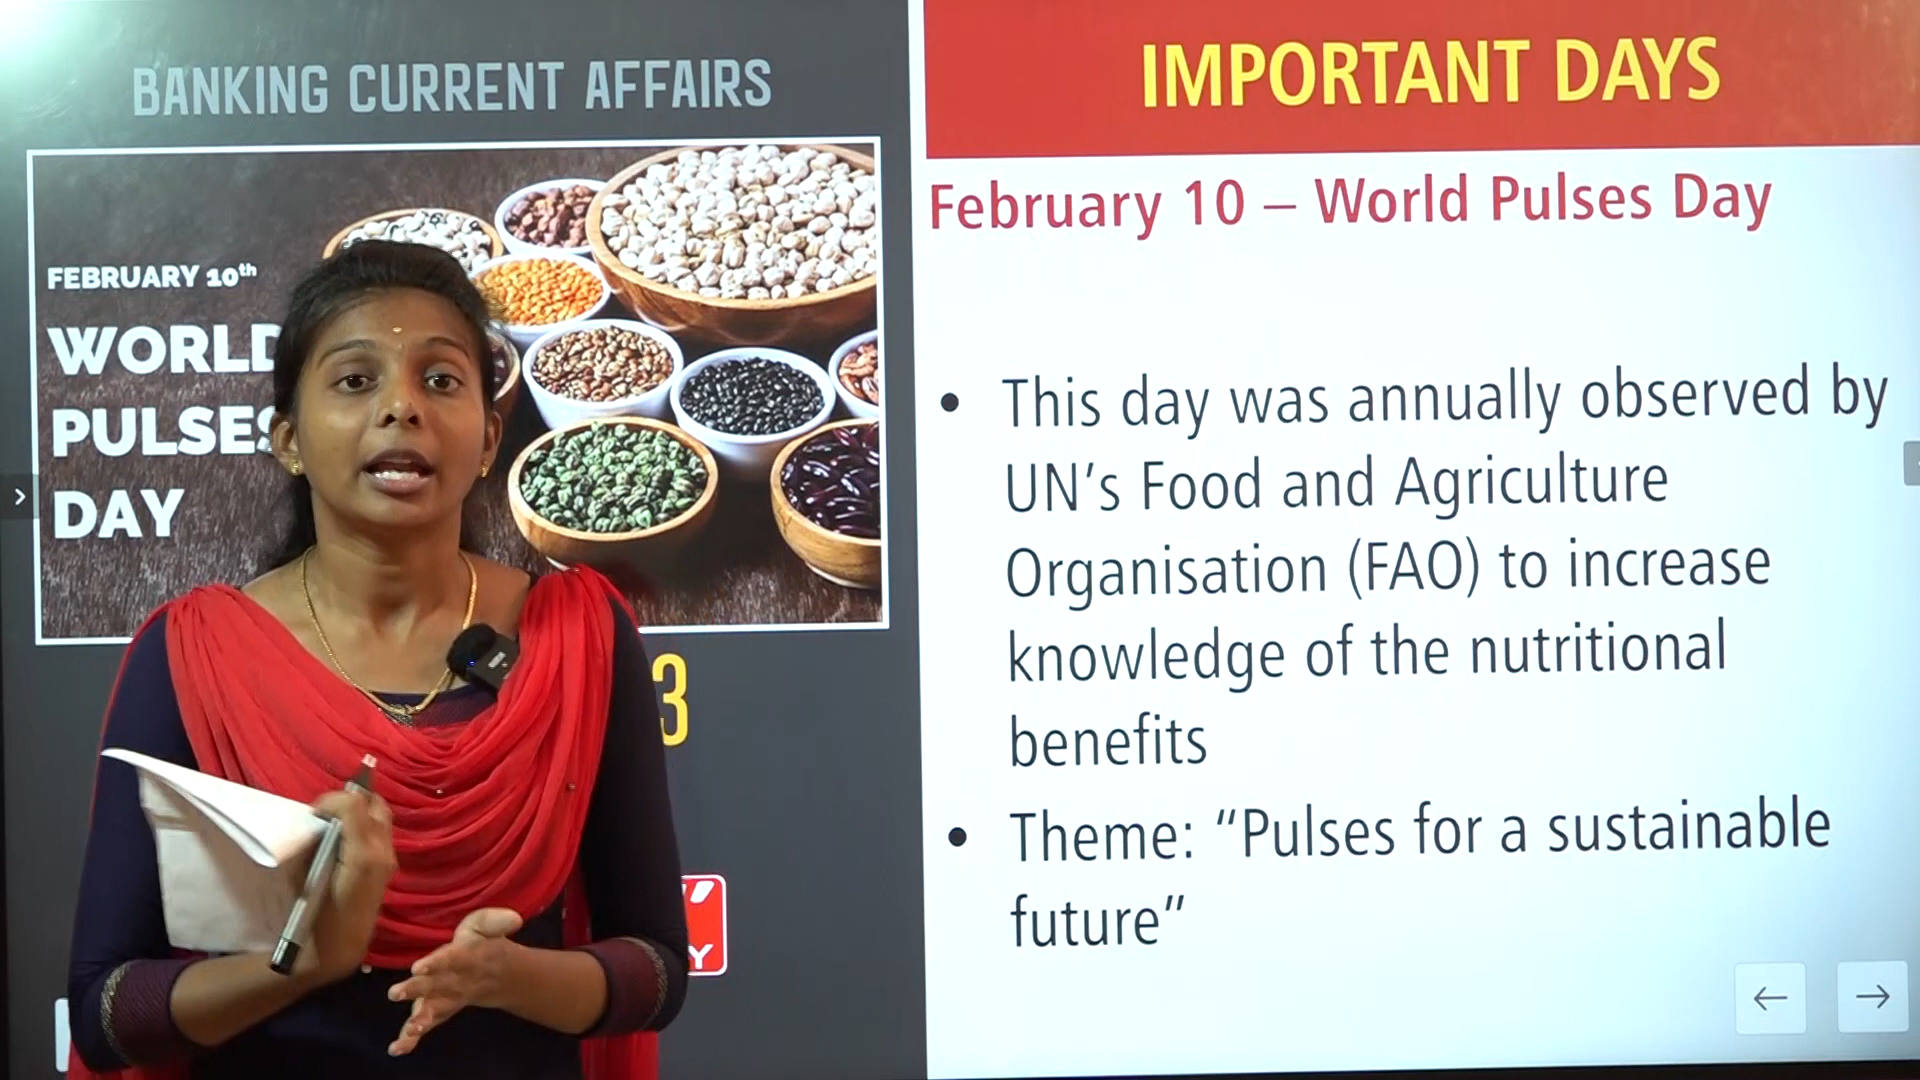 BANKING CURRENT AFFAIRS
FEBRUARY 10th
WORLD
PULSES
DAY
3
Y
IMPORTANT DAYS
February 10 – World Pulses Day
• This day was annually observed by
UN's Food and Agriculture
Organisation (FAO) to increase
knowledge of the nutritional
benefits
• Theme: "Pulses for a sustainable
future"